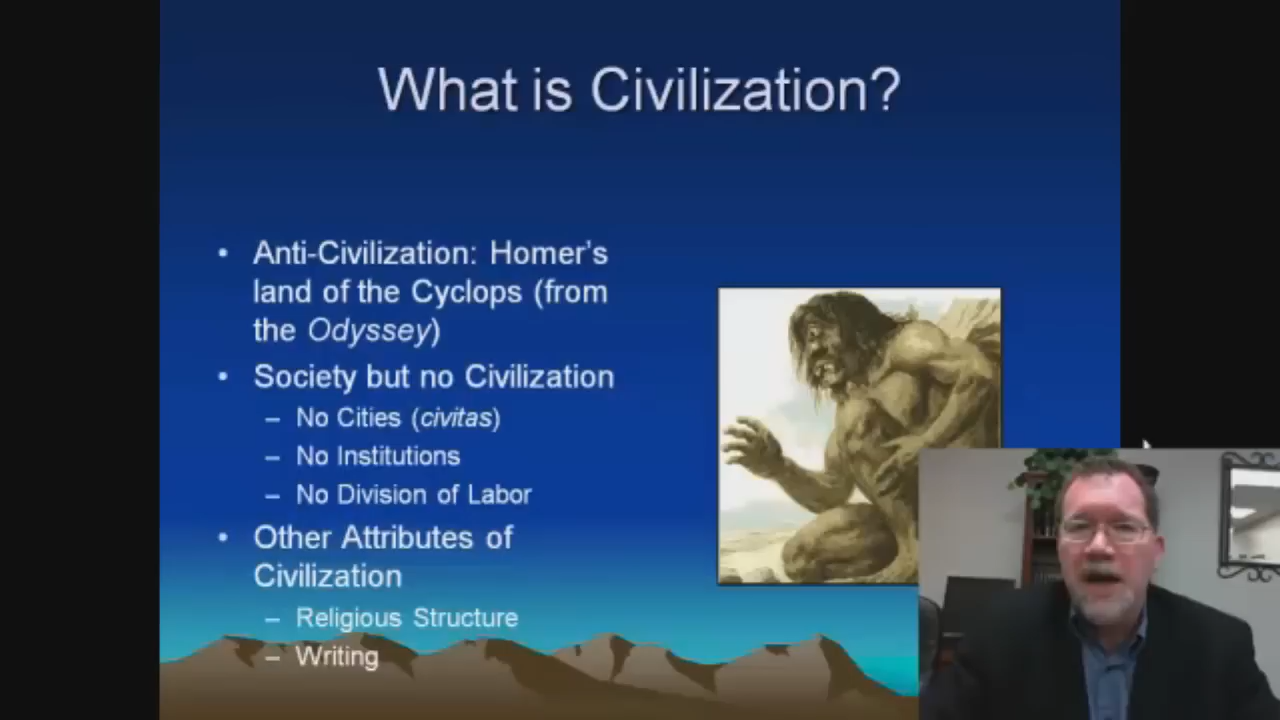 What is Civilization?
• Anti-Civilization: Homer's
land of the Cyclops (from
the Odyssey)
• Society but no Civilization
– No Cities (civitas)
– No Institutions
– No Division of Labor
• Other Attributes of
Civilization
– Religious Structure
– Writing